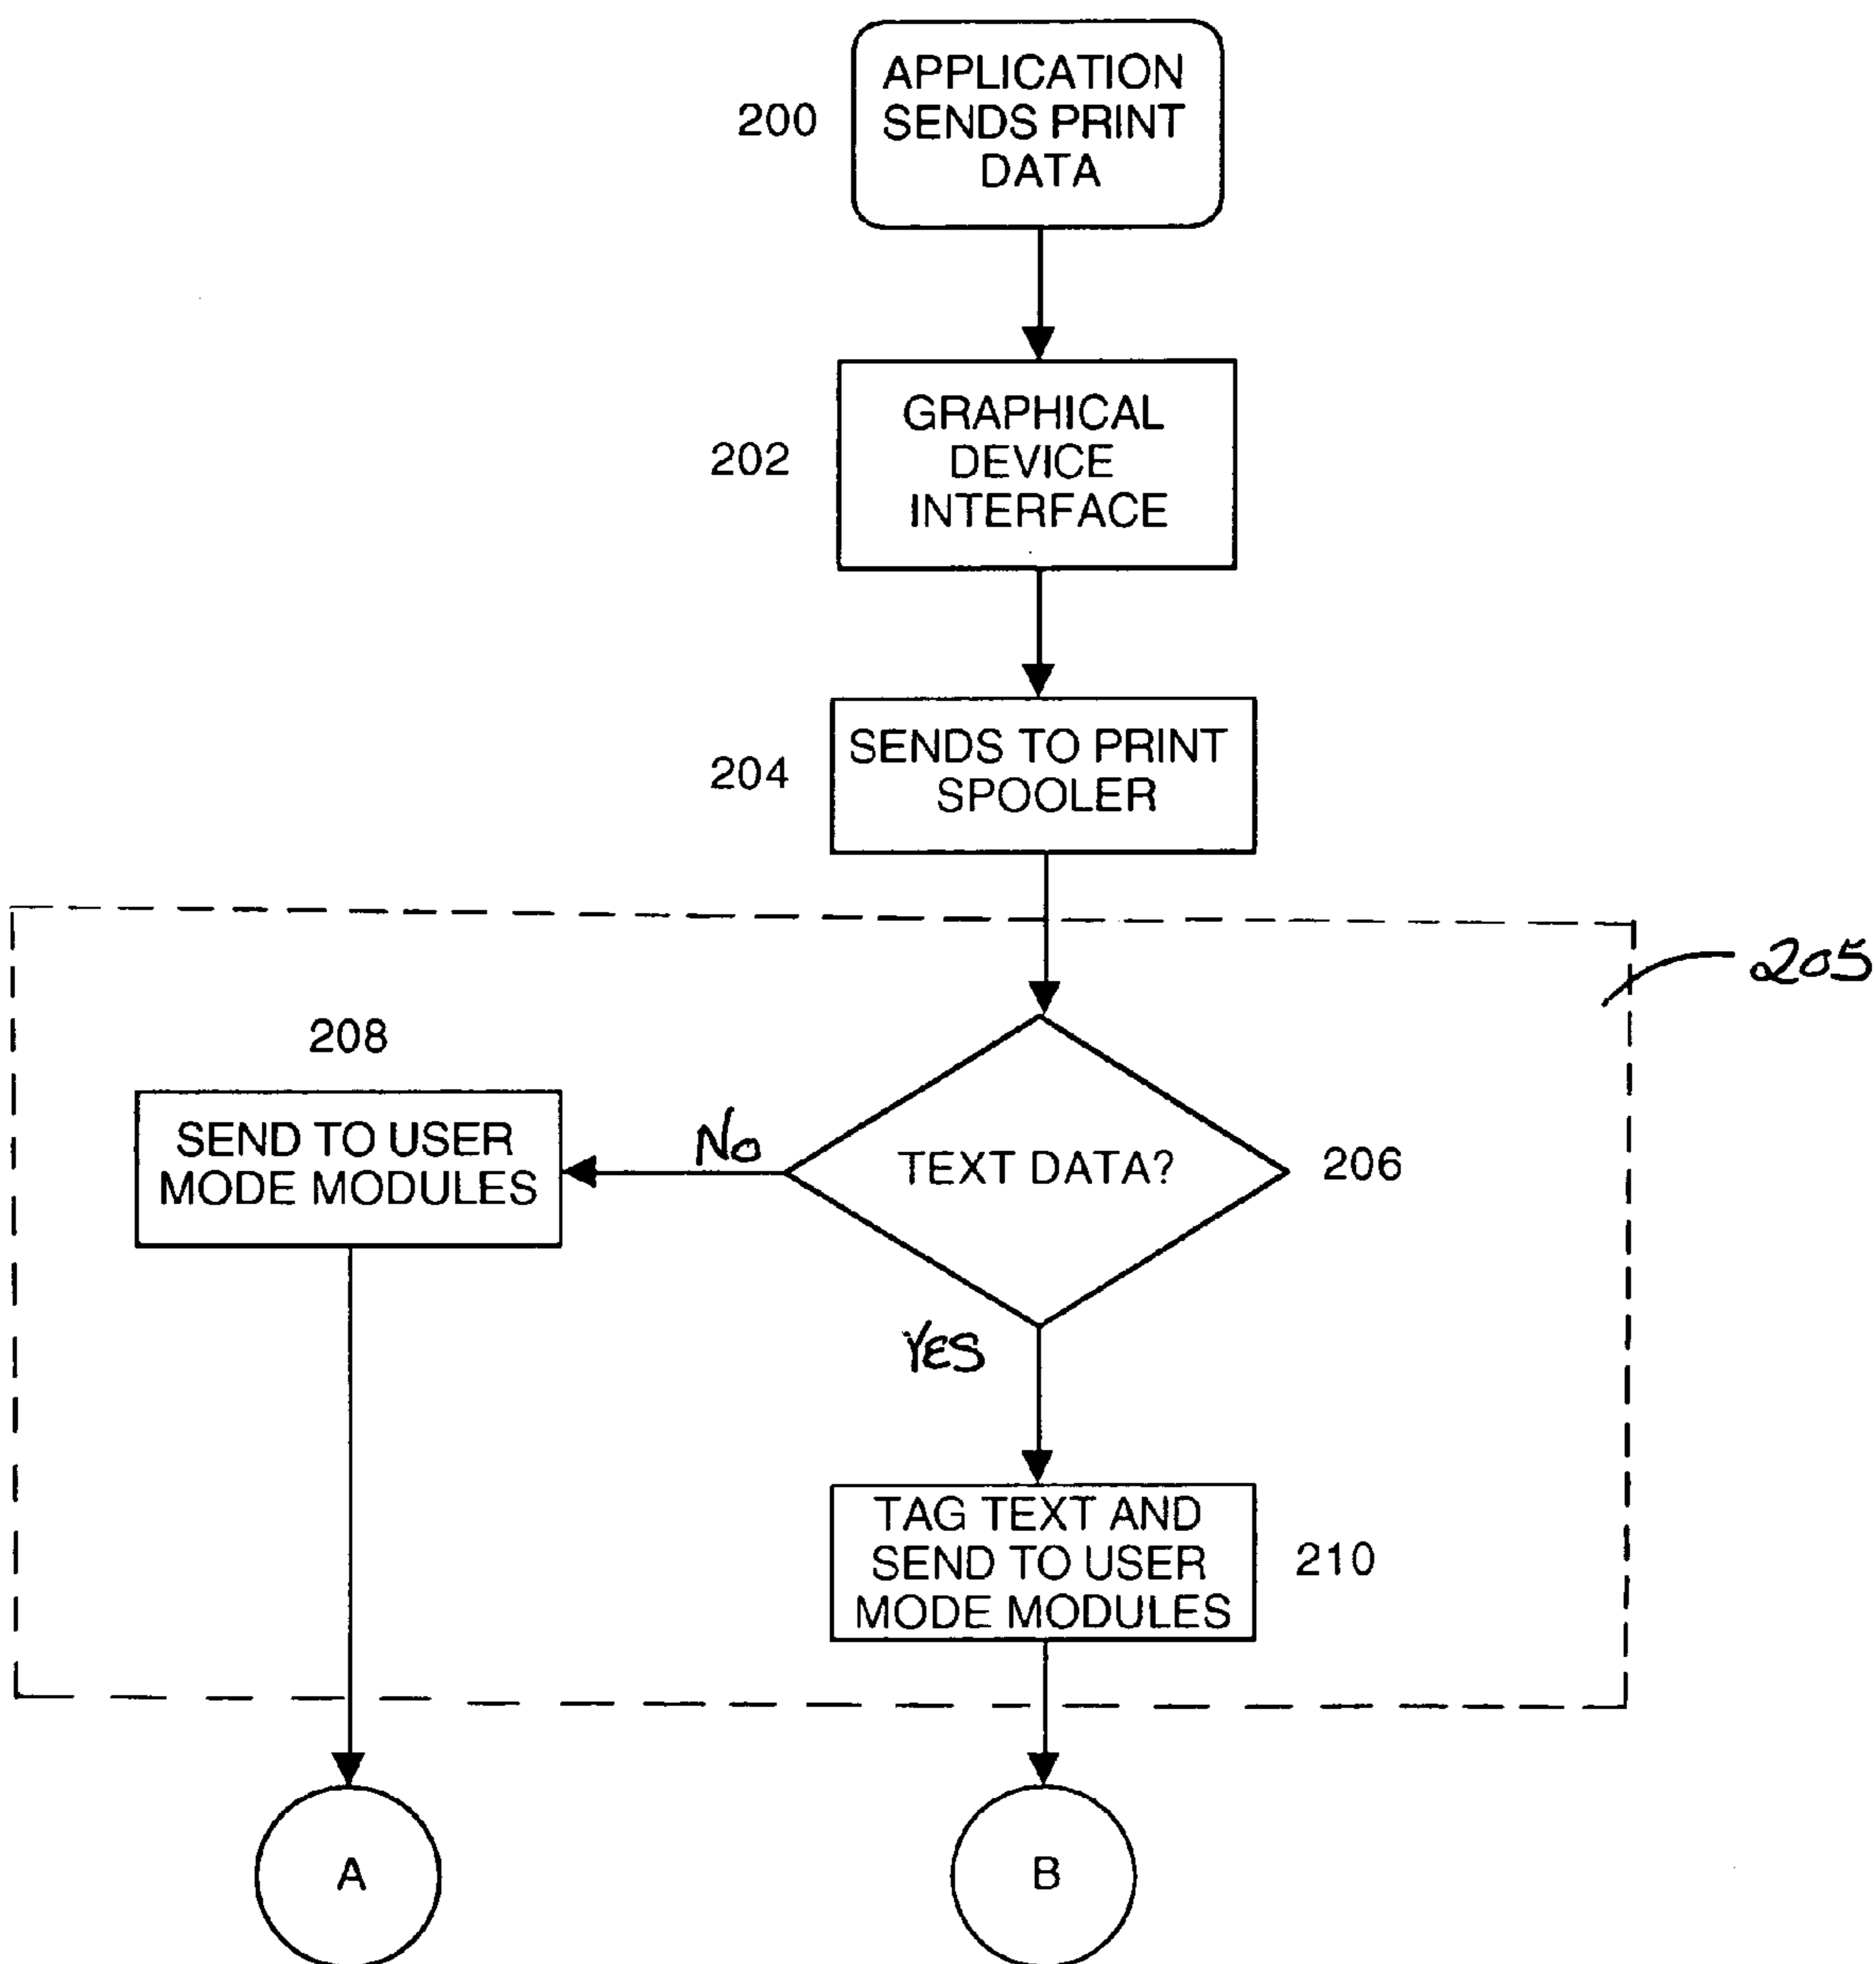 APPLICATION
SENDS PRINT
DATA
200
GRAPHICAL
DEVICE
INTERFACE
202
SENDS TO PRINT
SPOOLER
204
205
208
SEND TO USER
MODE MODULES
No
TEXT DATA?
206
YES
TAG TEXT AND
SEND TO USER
MODE MODULES
210
A
B